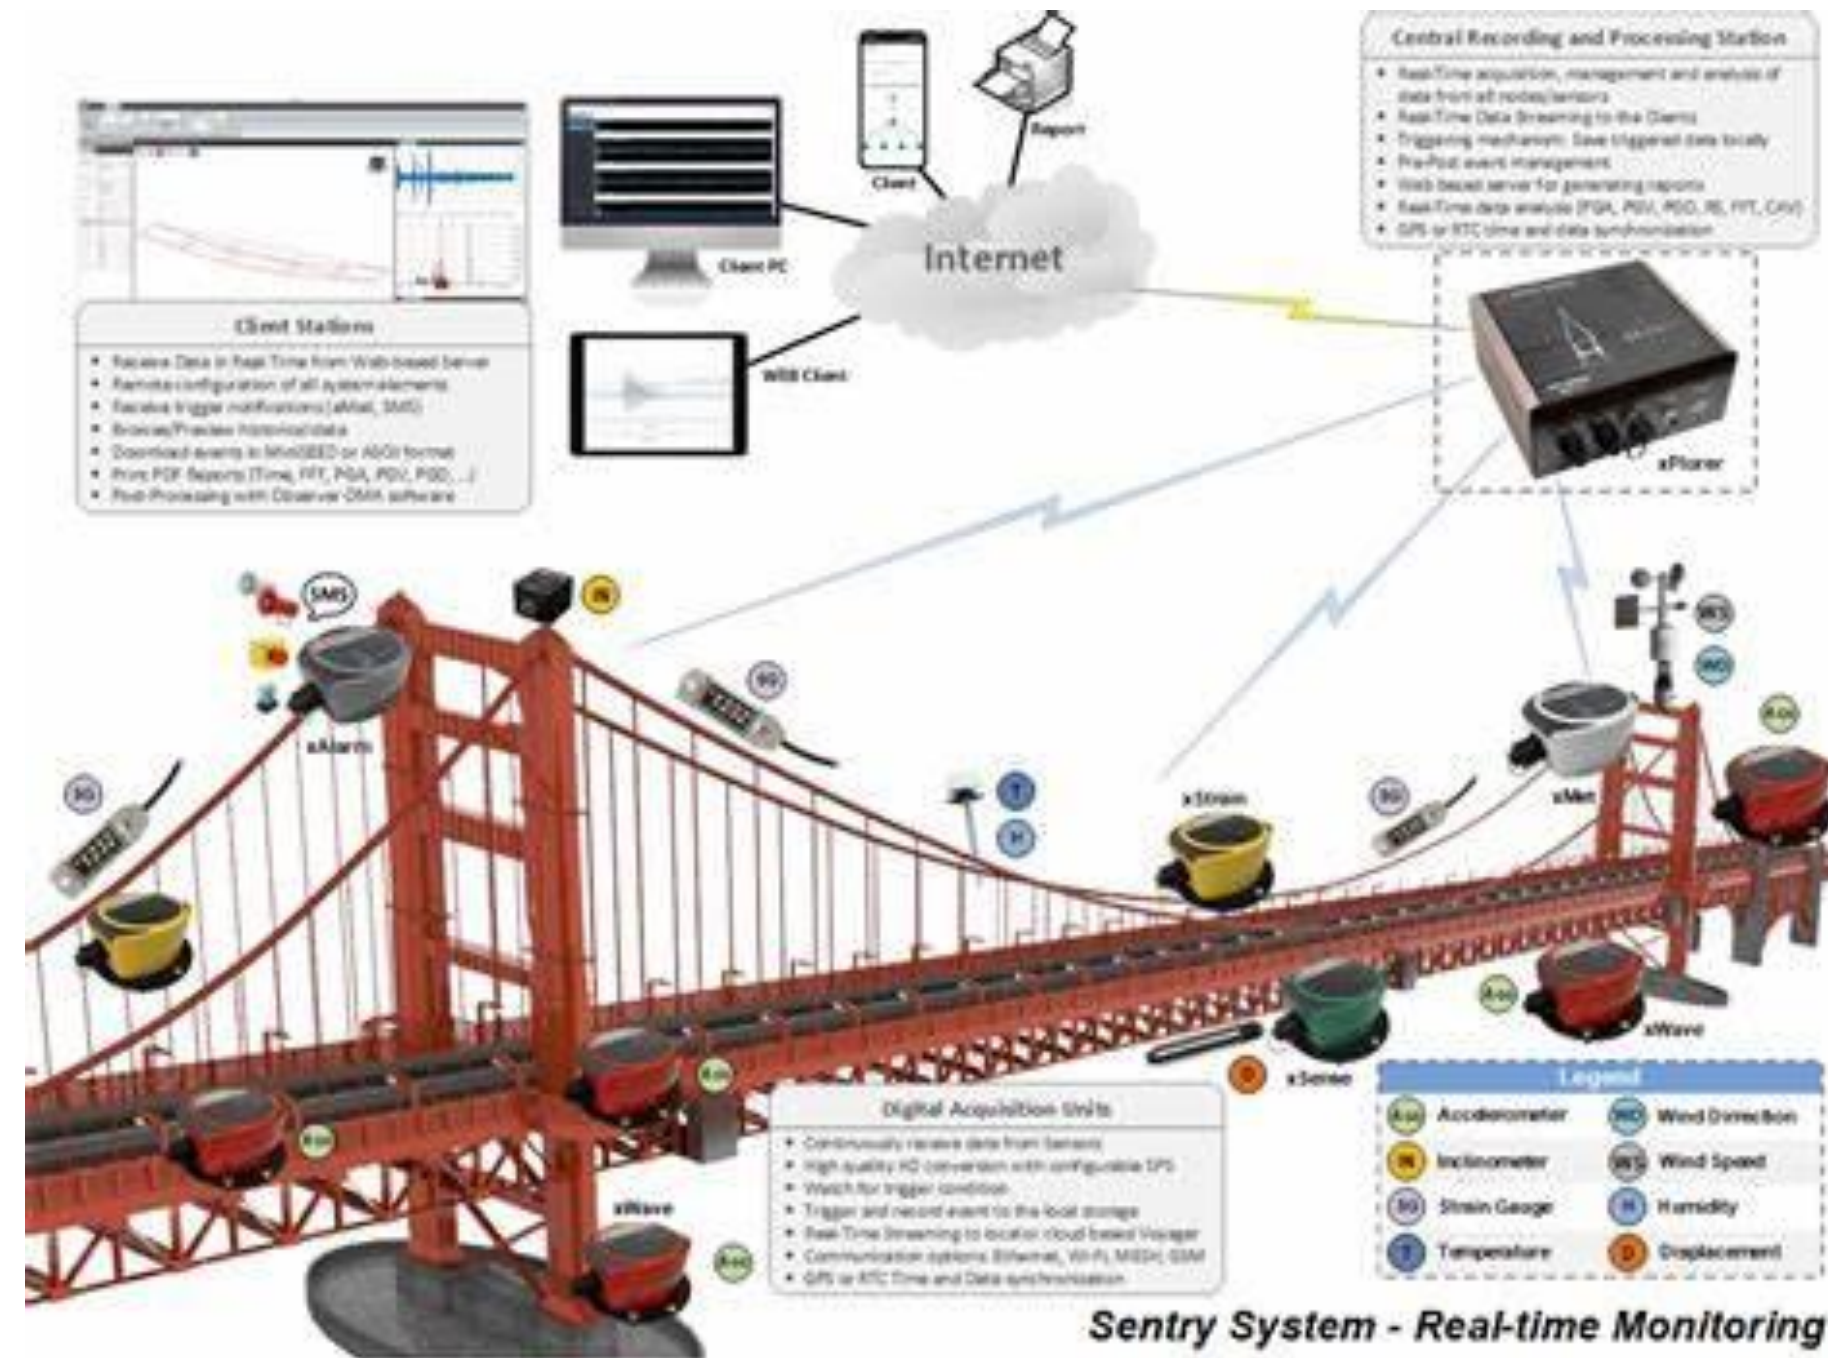 Central Recording and Processing Station
• Real-Time acquisition, management and analysis of
data from all nodes/sensors
• Real-Time Data Streaming to the Clients
• Triggering mechanism: Save triggered data locally
• Pre-Post event management
• Web based server for generating reports
• Real-Time data analysis (PGA, PGV, PGD, RS, FFT, CAV)
• GPS or RTC time and data synchronization
Report
Client
Internet
Client PC
WEB Client
xPlorer
Client Stations
• Receive Data in Real Time from Web-based Server
• Remote configuration of all system elements
• Receive trigger notifications (eMail, SMS)
• Browse/Preview historical data
• Download events in MiniSEED or ASCII format
• Print PDF Reports (Time, FFT, PGA, PGV, PGD, ...)
• Post-Processing with Observer-DMA software
SMS
IN
xAlarm
SG
SG
T
H
xStrain
SG
xMet
WS
WD
Acc
Acc
xWave
D
xSense
Acc
Acc
xWave
Acc
Digital Acquisition Units
• Continuously receive data from Sensors
• High quality AD conversion with configurable SPS
• Watch for trigger condition
• Trigger and record event to the local storage
• Real-Time Streaming to local or cloud based Voyager
• Communication options: Ethernet, Wi-Fi, MESH, GSM
• GPS or RTC Time and Data synchronization
Legend
Acc Accelerometer
WD Wind Direction
IN Inclinometer
WS Wind Speed
SG Strain Gauge
H Humidity
T Temperature
D Displacement
Sentry System - Real-time Monitoring